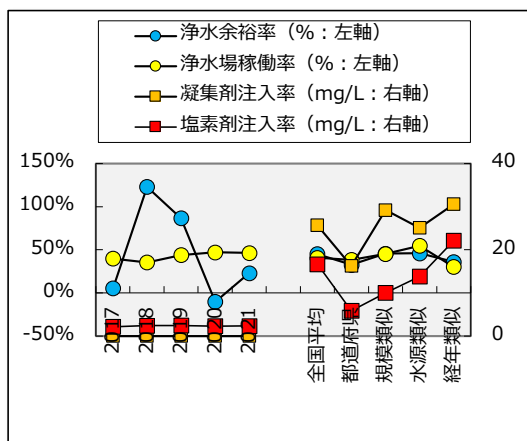 浄水余裕率（%：左軸）
浄水場稼働率（%：左軸）
凝集剤注入率（mg/L：右軸）
塩素剤注入率（mg/L：右軸）
150%
100%
50%
0%
-50%
40
20
0
2017
2018
2019
2020
2021
全国平均
都道府県
規模類似
水源類似
経年類似